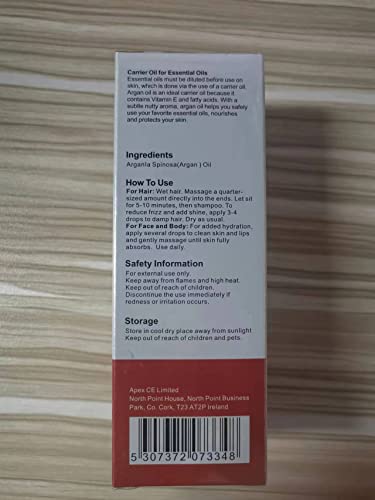 Carrier Oil for Essential Oils
Essential oils must be diluted before use on
skin, which is done via the use of a carrier oil.
Argan oil is an ideal carrier oil because it
contains Vitamin E and fatty acids. With a
subtle nutty aroma, argan oil helps you safely
use your favorite essential oils, nourishes
and protects your skin.
Ingredients
Arganla Spinosa(Argan ) Oil
How To Use
For Hair: Wet hair. Massage a quarter-
sized amount directly into the ends. Let sit
for 5-10 minutes, then shampoo. To
reduce frizz and add shine, apply 3-4
drops to damp hair. Dry as usual.
For Face and Body: For added hydration,
apply several drops to clean skin and lips
and gently massage until skin fully
absorbs. Use daily.
Safety Information
For external use only.
Keep away from flames and high heat.
Keep out of reach of children.
Discontinue the use immediately if
redness or irritation occurs.
Storage
Store in cool dry place away from sunlight
Keep out of reach of children and pets.
Apex CE Limited
North Point House, North Point Business
Park, Co. Cork, T23 AT2P Ireland
5 307372 073348